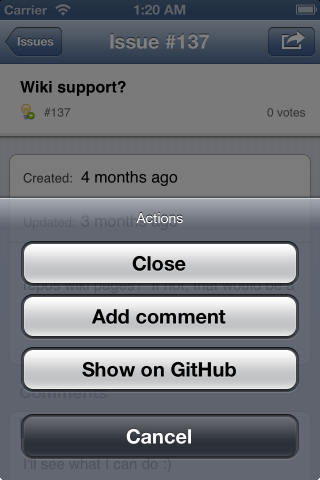 Carrier 1:20 AM
Issues Issue #137
Wiki support?
#137 0 votes
Created: 4 months ago
Updated: 3 months ago
Actions
Close
repos wiki pages? If not, that would be a
Add comment
Show on GitHub
Comments
Cancel
I'll see what I can do :)